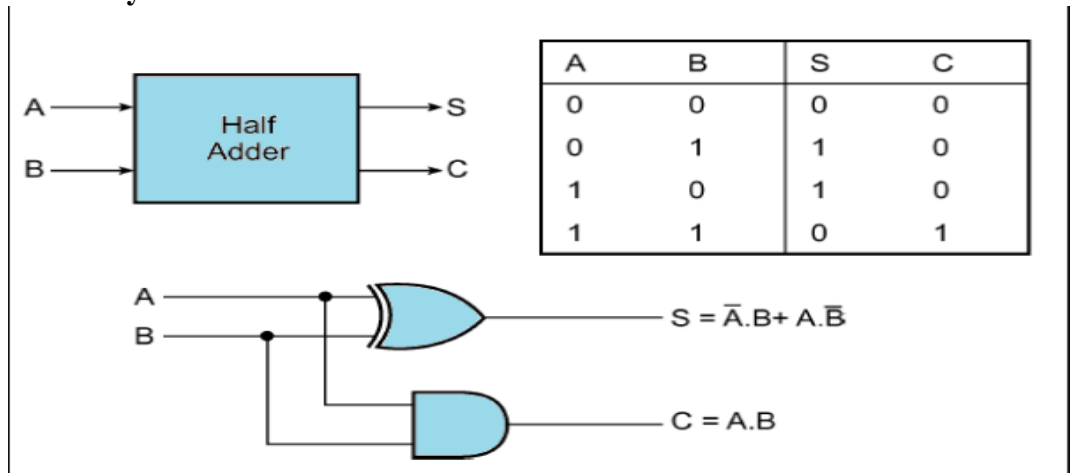 A
B
Half
Adder
S
C
A B S C
0 0 0 0
0 1 1 0
1 0 1 0
1 1 0 1
A
B
S = A̅.B+ A.B̅
C = A.B